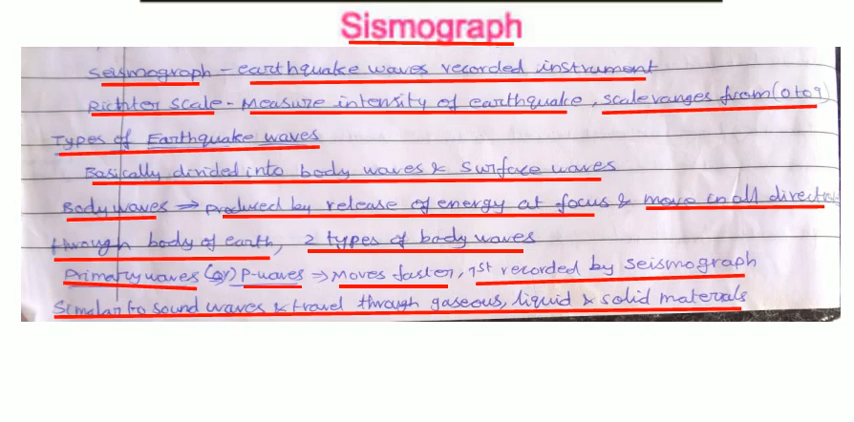 Sismograph
Seismograph - earthquake waves recorded instrument
Richter scale - Measure intensity of earthquake, scale ranges from (0 to 9)
Types of Earthquake waves
Basically divided into body waves & surface waves
Body waves ⇒ produced by release of energy at focus & move in all direct
through body of earth, 2 types of body waves
Primary waves (or) P-waves ⇒ Moves faster, 1st recorded by seismograph
Similar to sound waves & travel through gaseous, liquid & solid materals